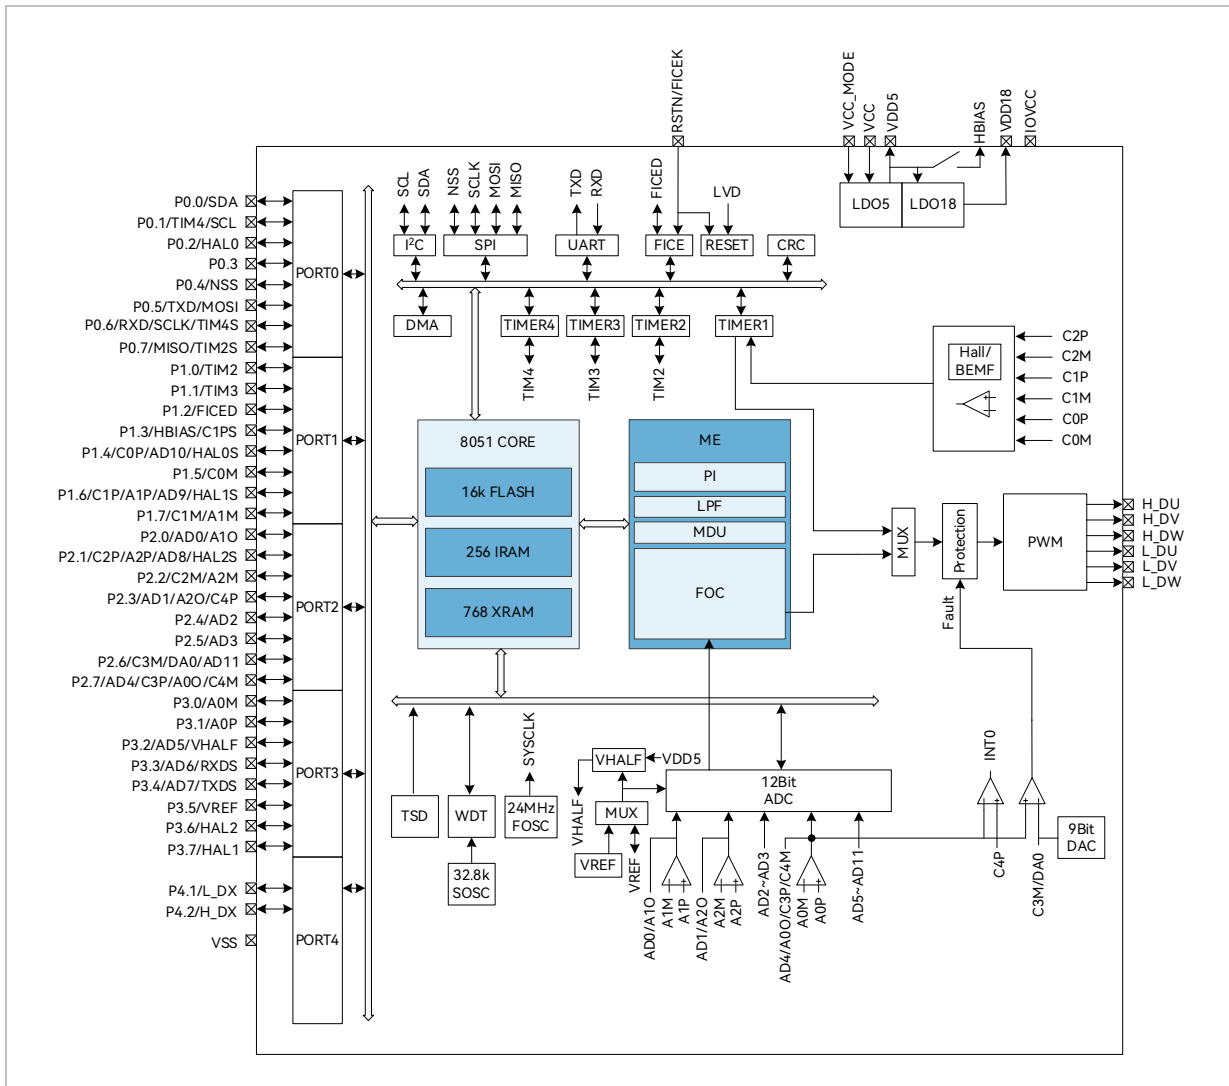 RSTN/FICEK
VCC_MODE
VCC
VDD5
HBIAS
VDD18
IOVCC
SCL
SDA
NSS
SCLK
MOSI
MISO
TXD
RXD
FICED
LVD
LDO5
LDO18
I²C
SPI
UART
FICE
RESET
CRC
DMA
TIMER4
TIMER3
TIMER2
TIMER1
TIM4
TIM3
TIM2
P0.0/SDA
P0.1/TIM4/SCL
P0.2/HAL0
P0.3
P0.4/NSS
P0.5/TXD/MOSI
P0.6/RXD/SCLK/TIM4S
P0.7/MISO/TIM2S
PORT0
P1.0/TIM2
P1.1/TIM3
P1.2/FICED
P1.3/HBIAS/C1PS
P1.4/C0P/AD10/HAL0S
P1.5/C0M
P1.6/C1P/A1P/AD9/HAL1S
P1.7/C1M/A1M
PORT1
P2.0/AD0/A1O
P2.1/C2P/A2P/AD8/HAL2S
P2.2/C2M/A2M
P2.3/AD1/A2O/C4P
P2.4/AD2
P2.5/AD3
P2.6/C3M/DA0/AD11
P2.7/AD4/C3P/A0O/C4M
PORT2
P3.0/A0M
P3.1/A0P
P3.2/AD5/VHALF
P3.3/AD6/RXDS
P3.4/AD7/TXDS
P3.5/VREF
P3.6/HAL2
P3.7/HAL1
PORT3
P4.1/L_DX
P4.2/H_DX
VSS
PORT4
8051 CORE
16k FLASH
256 IRAM
768 XRAM
ME
PI
LPF
MDU
FOC
Hall/
BEMF
C2P
C2M
C1P
C1M
C0P
C0M
MUX
Protection
Fault
PWM
H_DU
H_DV
H_DW
L_DU
L_DV
L_DW
TSD
WDT
32.8k
SOSC
SYSCLK
24MHz
FOSC
VHALF
VDD5
VHALF
MUX
VREF
VREF
12Bit
ADC
AD0/A1O
A1M
A1P
AD1/A2O
A2M
A2P
AD2~AD3
AD4/A0O/C3P/C4M
A0M
A0P
AD5~AD11
INT0
C4P
C3M/DA0
9Bit
DAC